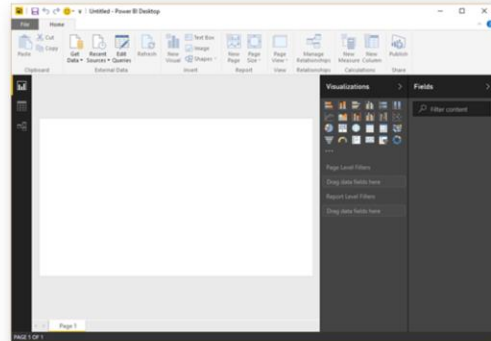 Untitled - Power BI Desktop
File Home
Paste
Cut
Copy
Clipboard
Get Data
Recent Sources
Edit Queries
Refresh
External Data
New Visual
Text Box
Image
Shapes
Insert
New Page
Page Size
Report
Page View
View
Manage Relationships
Relationships
New Measure
New Column
Calculations
Publish
Share
Visualizations
Fields
Filter content
Page Level Filters
Drag data fields here
Report Level Filters
Drag data fields here
Page 1
PAGE 1 OF 1